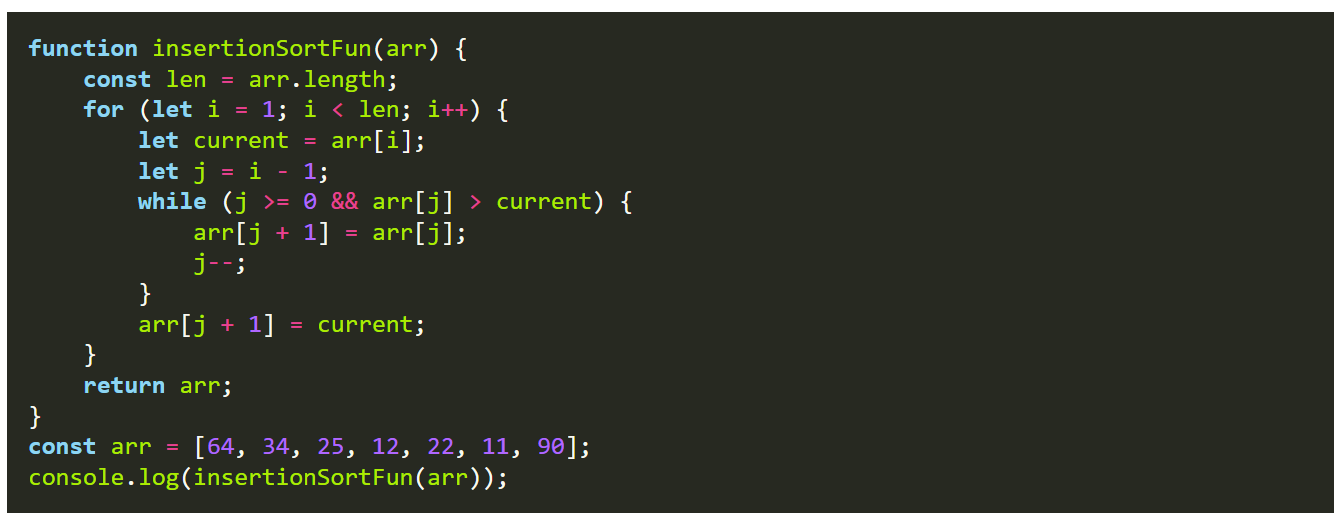 function insertionSortFun(arr) {
    const len = arr.length;
    for (let i = 1; i < len; i++) {
        let current = arr[i];
        let j = i - 1;
        while (j >= 0 && arr[j] > current) {
            arr[j + 1] = arr[j];
            j--;
        }
        arr[j + 1] = current;
    }
    return arr;
}
const arr = [64, 34, 25, 12, 22, 11, 90];
console.log(insertionSortFun(arr));